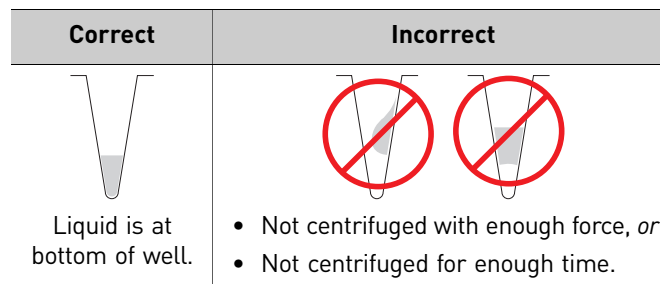 Correct
Incorrect
Liquid is at
bottom of well.
• Not centrifuged with enough force, or
• Not centrifuged for enough time.